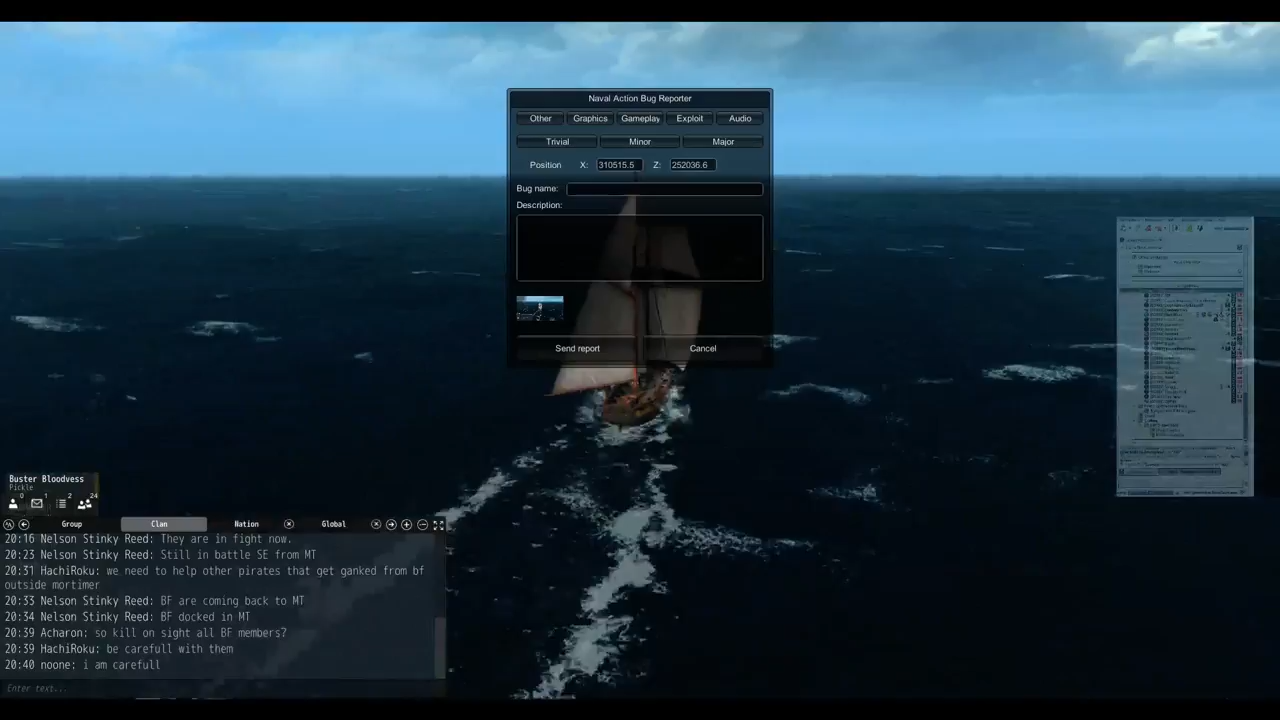 Naval Action Bug Reporter
Other Graphics Gameplay Exploit Audio
Trivial Minor Major
Position X: 310515.5 Z: 252036.6
Bug name:
Description:
Send report Cancel
Buster Bloodvess
Pickle
0 1 2 24
Group Clan Nation Global
20:16 Nelson Stinky Reed: They are in fight now.
20:23 Nelson Stinky Reed: Still in battle SE from MT
20:31 HachiRoku: we need to help other pirates that get ganked from bf
outside mortimer
20:33 Nelson Stinky Reed: BF are coming back to MT
20:34 Nelson Stinky Reed: BF docked in MT
20:39 Acharon: so kill on sight all BF members?
20:39 HachiRoku: be carefull with them
20:40 noone: i am carefull
Enter text...